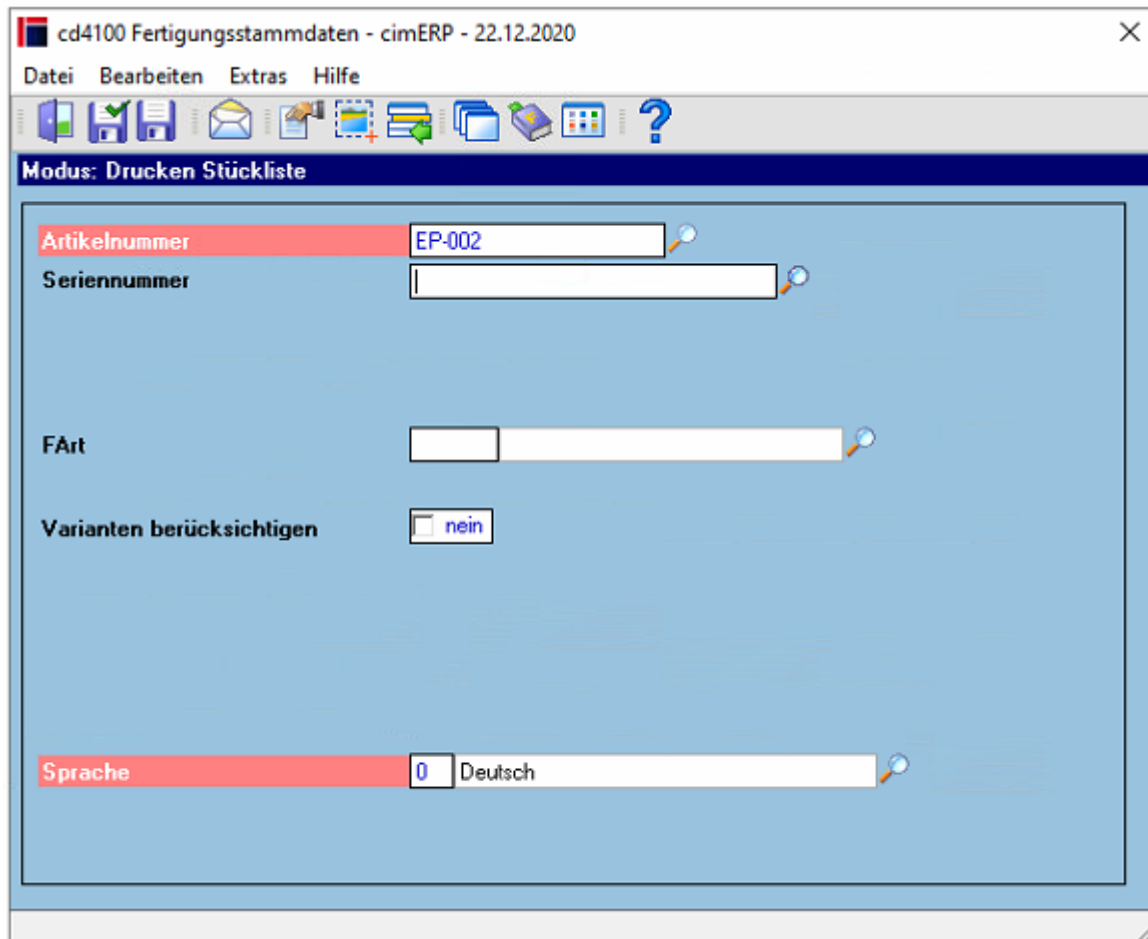 cd4100 Fertigungsstammdaten - cimERP - 22.12.2020
Datei Bearbeiten Extras Hilfe
Modus: Drucken Stückliste
Artikelnummer EP-002
Seriennummer
FArt
Varianten berücksichtigen nein
Sprache 0 Deutsch